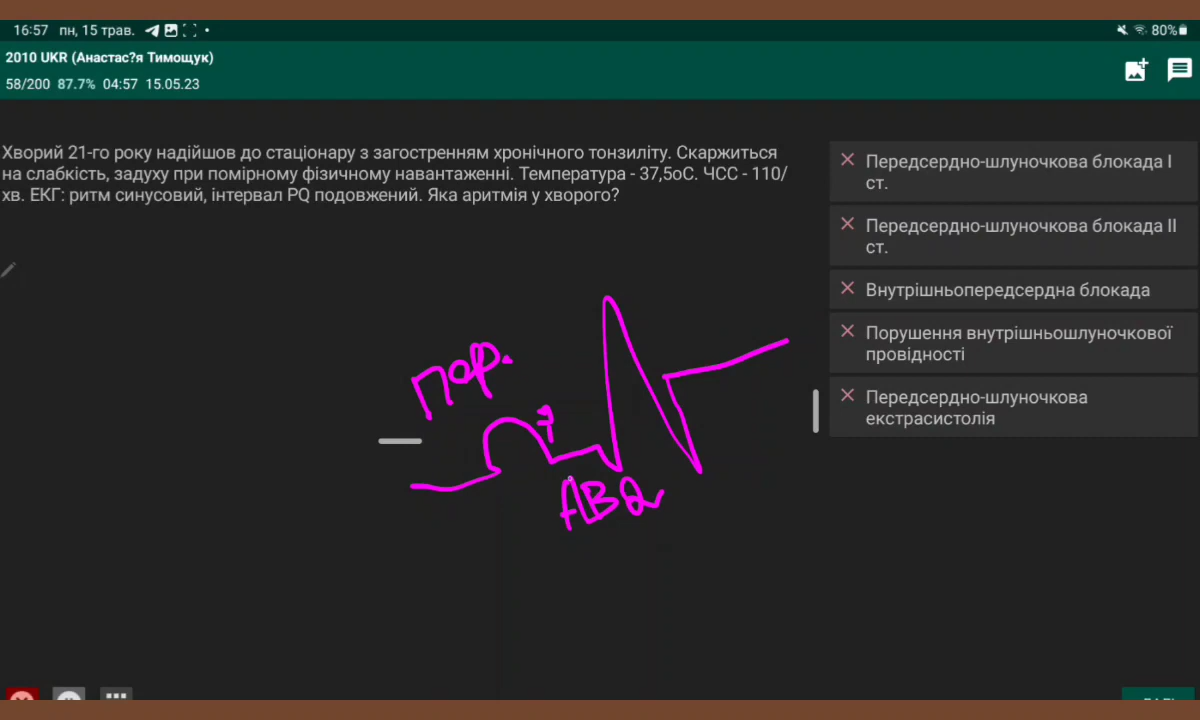 16:57 пн, 15 трав. 80%
2010 UKR (Анастас?я Тимощук)
58/200 87.7% 04:57 15.05.23
Хворий 21-го року надійшов до стаціонару з загостренням хронічного тонзиліту. Скаржиться
на слабкість, задуху при помірному фізичному навантаженні. Температура - 37,5оС. ЧСС - 110/
хв. ЕКГ: ритм синусовий, інтервал PQ подовжений. Яка аритмія у хворого?
Передсердно-шлуночкова блокада I
ст.
Передсердно-шлуночкова блокада II
ст.
Внутрішньопередсердна блокада
Порушення внутрішньошлуночкової
провідності
Передсердно-шлуночкова
екстрасистолія